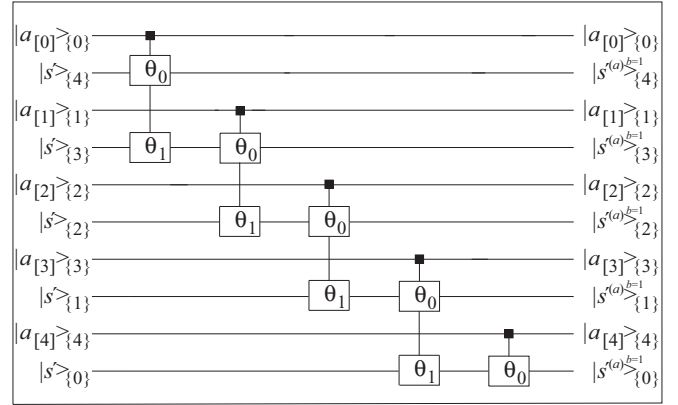 |a[0]>{0} |a[0]>{0}
θ0
|s'>{4} |s'(a)b=1>{4}
|a[1]>{1} |a[1]>{1}
|s'>{3} θ1 θ0 |s'(a)b=1>{3}
|a[2]>{2} |a[2]>{2}
|s'>{2} θ1 θ0 |s'(a)b=1>{2}
|a[3]>{3} |a[3]>{3}
|s'>{1} θ1 θ0 |s'(a)b=1>{1}
|a[4]>{4} |a[4]>{4}
|s'>{0} θ1 θ0 |s'(a)b=1>{0}